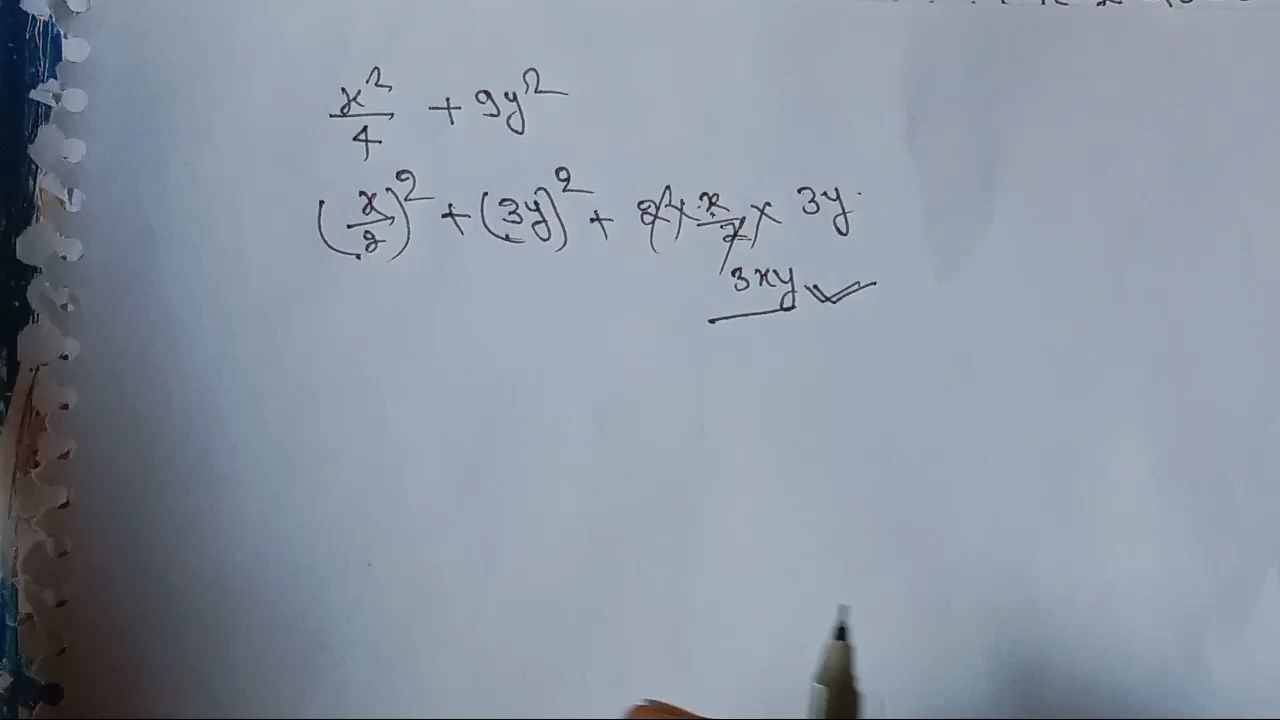 x²/4 + 9y²
(x/2)² + (3y)² + 2 × x/2 × 3y
3xy ✓